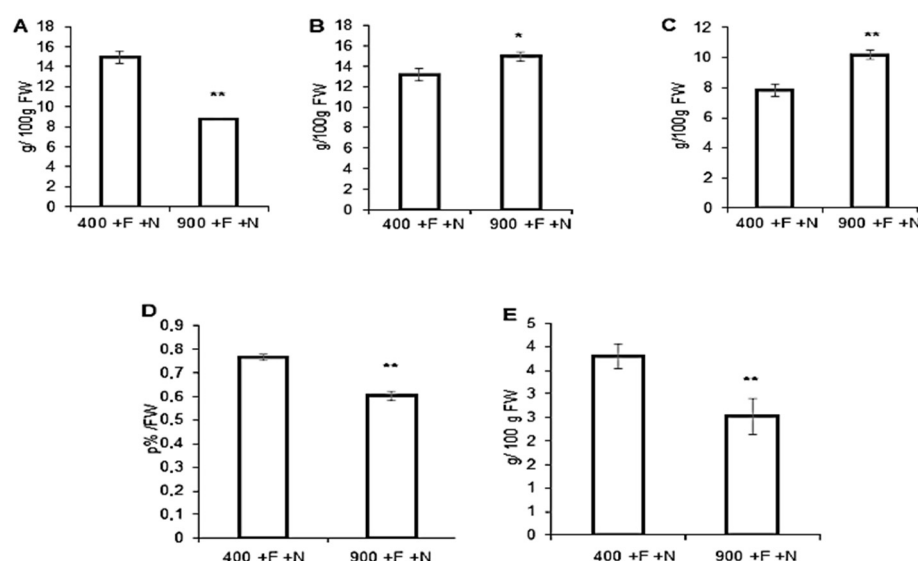 A
g/100g FW
18
16
14
12
10
8
6
4
2
0
**
400 +F +N
900 +F +N
B
g/100g FW
18
16
14
12
10
8
6
4
2
0
*
400 +F +N
900 +F +N
C
g/100g FW
12
10
8
6
4
2
0
**
400 +F +N
900 +F +N
D
p% /FW
0.9
0.8
0.7
0.6
0.5
0.4
0.3
0.2
0.1
0
**
400 +F +N
900 +F +N
E
g/ 100 g FW
5
4
4
3
3
2
2
1
1
0
**
400 +F +N
900 +F +N